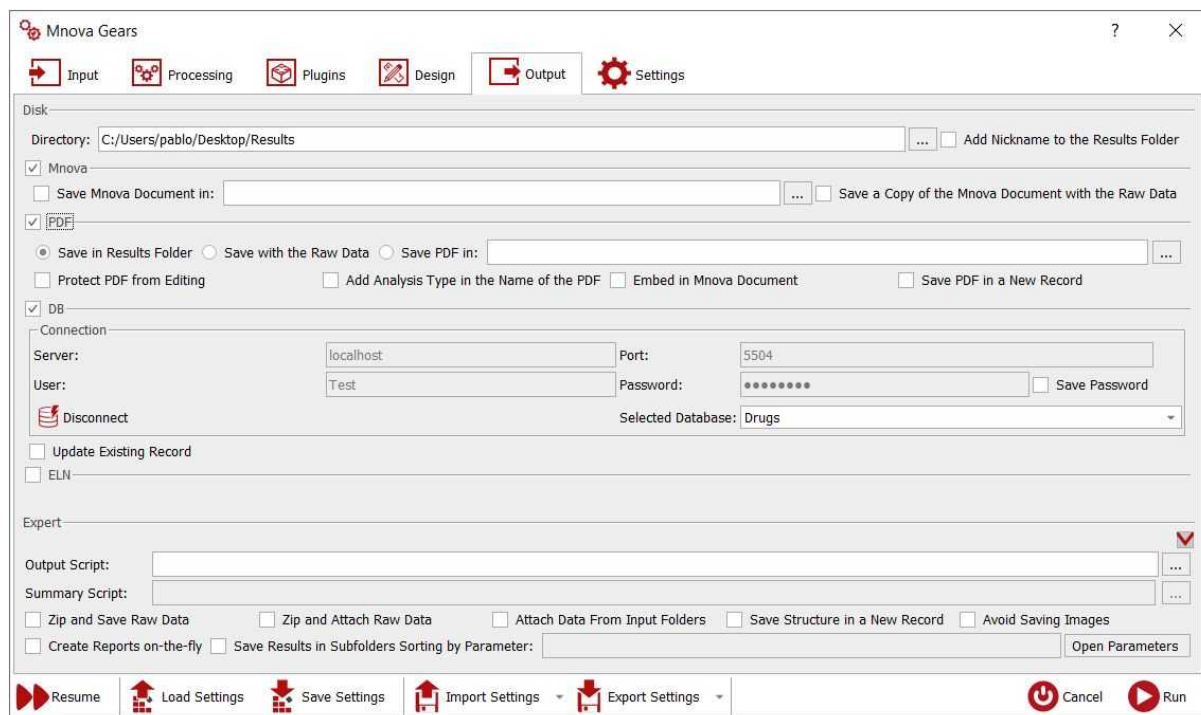 Mnova Gears ?
Input Processing Plugins Design Output Settings
Disk
Directory: C:/Users/pablo/Desktop/Results ... Add Nickname to the Results Folder
Mnova
Save Mnova Document in: ... Save a Copy of the Mnova Document with the Raw Data
PDF
Save in Results Folder Save with the Raw Data Save PDF in: ...
Protect PDF from Editing Add Analysis Type in the Name of the PDF Embed in Mnova Document Save PDF in a New Record
DB
Connection
Server: localhost Port: 5504
User: Test Password: ●●●●●●●● Save Password
Disconnect Selected Database: Drugs
Update Existing Record
ELN
Expert
Output Script: ...
Summary Script: ...
Zip and Save Raw Data Zip and Attach Raw Data Attach Data From Input Folders Save Structure in a New Record Avoid Saving Images
Create Reports on-the-fly Save Results in Subfolders Sorting by Parameter: Open Parameters
Resume Load Settings Save Settings Import Settings Export Settings Cancel Run